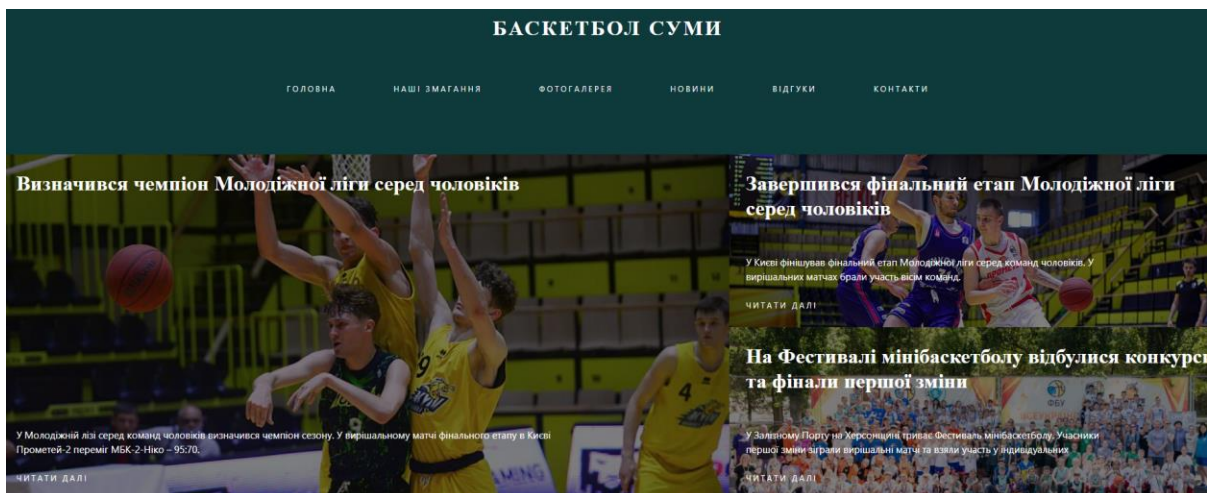 БАСКЕТБОЛ СУМИ
ГОЛОВНА НАШІ ЗМАГАННЯ ФОТОГАЛЕРЕЯ НОВИНИ ВІДГУКИ КОНТАКТИ
Визначився чемпіон Молодіжної ліги серед чоловіків
У Молодіжній лізі серед команд чоловіків визначився чемпіон сезону. У вирішальному матчі фінального етапу в Києві
Прометей-2 переміг МБК-2-Ніко – 95:70.
ЧИТАТИ ДАЛІ
Завершився фінальний етап Молодіжної ліги
серед чоловіків
У Києві фінішував фінальний етап Молодіжної ліги серед команд чоловіків. У
вирішальних матчах брали участь вісім команд.
ЧИТАТИ ДАЛІ
На Фестивалі мінібаскетболу відбулися конкурси
та фінали першої зміни
ФБУ
У Залізному Порту на Херсонщині триває Фестиваль мінібаскетболу. Учасники
першої зміни зіграли вирішальні матчі та взяли участь у індивідуальних
ЧИТАТИ ДАЛІ
9
4